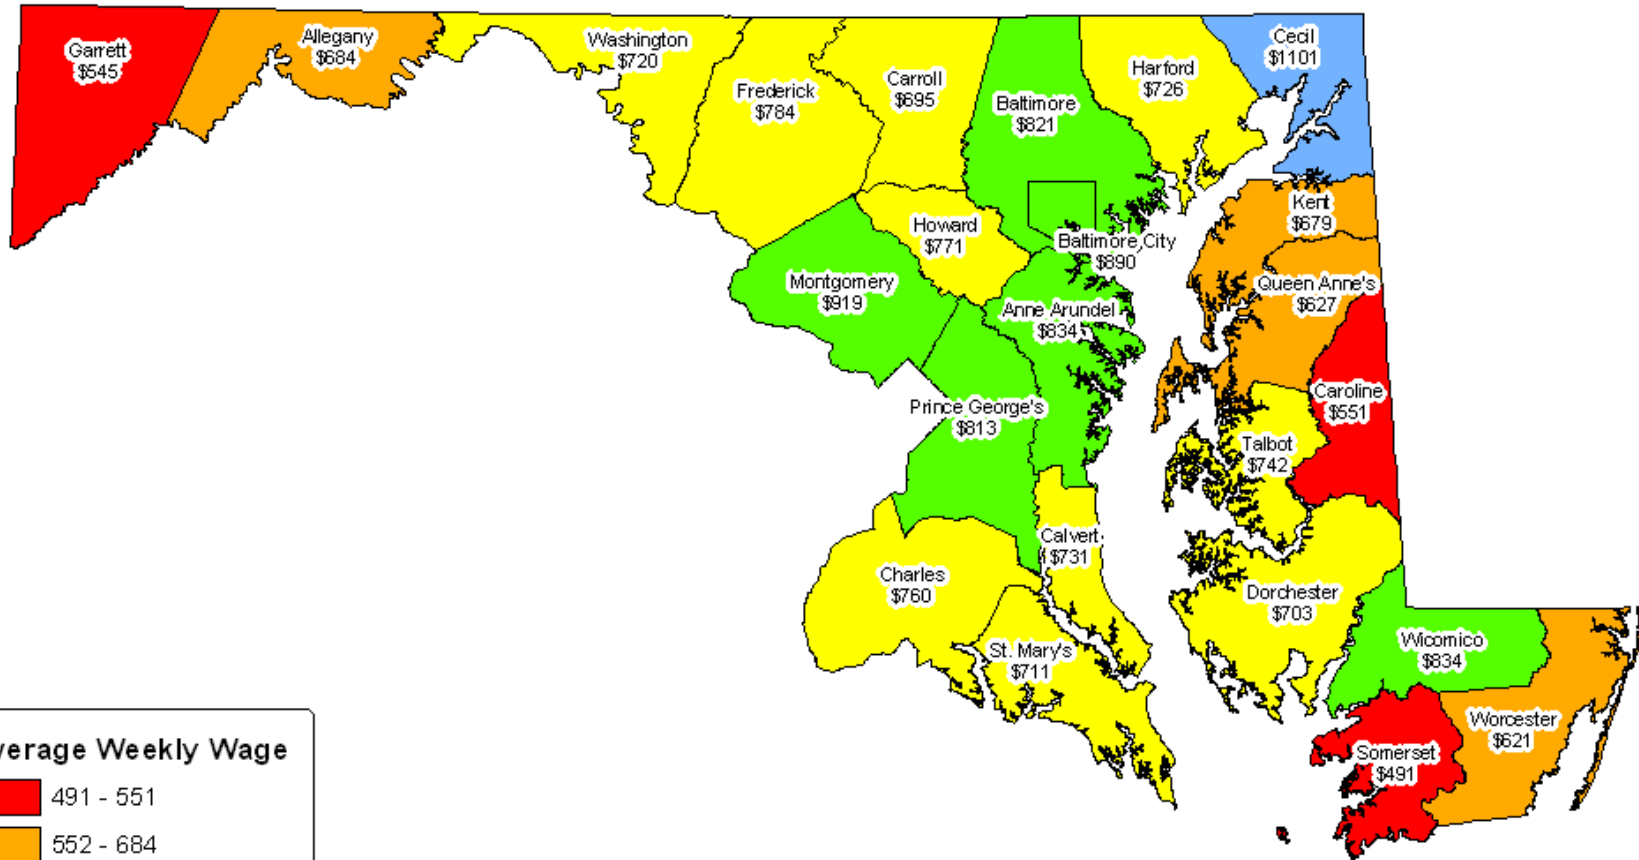 Garrett
$545
Allegany
$684
Washington
$720
Frederick
$784
Carroll
$695
Baltimore
$821
Harford
$726
Cecil
$1101
Howard
$771
Baltimore City
$890
Kent
$679
Montgomery
$919
Anne Arundel
$834
Queen Anne's
$627
Prince George's
$813
Caroline
$551
Talbot
$742
Calvert
$731
Charles
$760
Dorchester
$703
St. Mary's
$711
Wicomico
$834
Worcester
$621
Somerset
$491
verage Weekly Wage
491 - 551
552 - 684